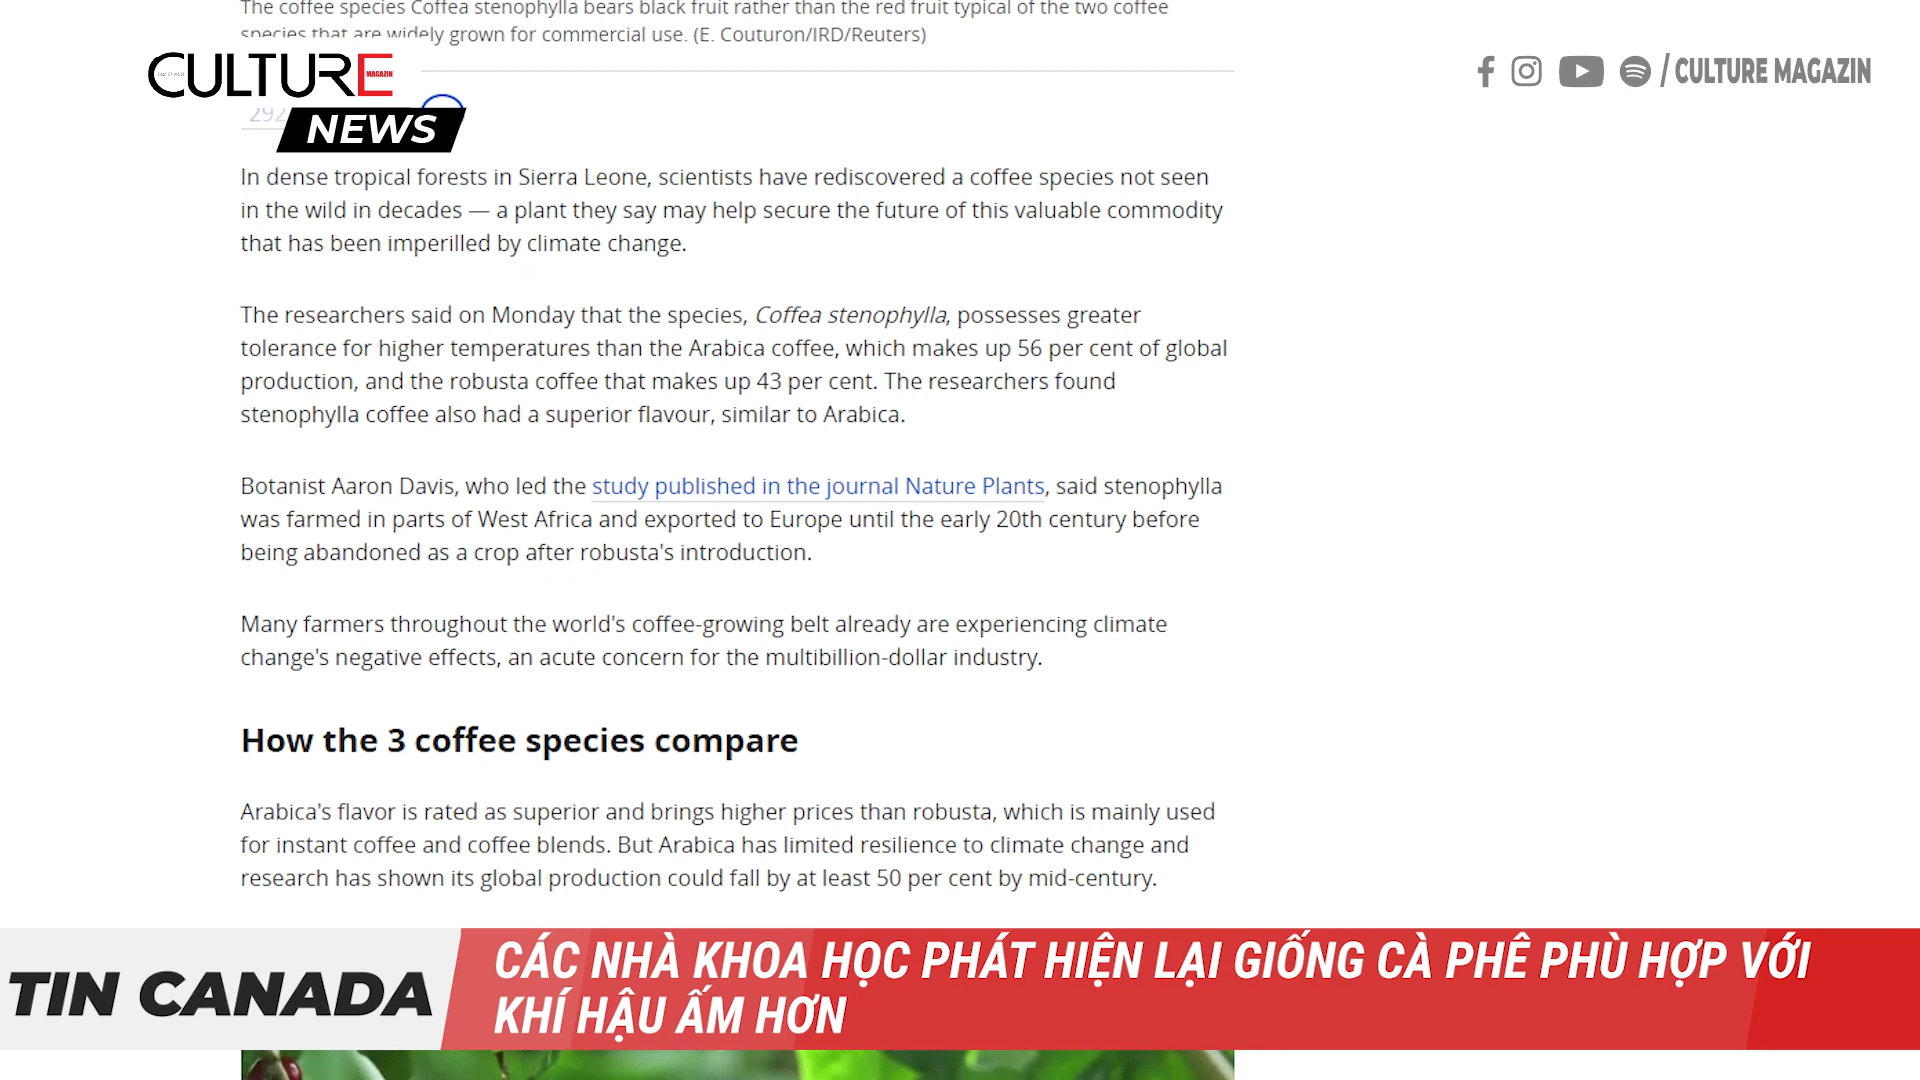 The coffee species Coffea stenophylla bears black fruit rather than the red fruit typical of the two coffee
species that are widely grown for commercial use. (E. Couturon/IRD/Reuters)
CULTURE
MAGAZIN
NEWS
/ CULTURE MAGAZIN
292
In dense tropical forests in Sierra Leone, scientists have rediscovered a coffee species not seen
in the wild in decades — a plant they say may help secure the future of this valuable commodity
that has been imperilled by climate change.
The researchers said on Monday that the species, Coffea stenophylla, possesses greater
tolerance for higher temperatures than the Arabica coffee, which makes up 56 per cent of global
production, and the robusta coffee that makes up 43 per cent. The researchers found
stenophylla coffee also had a superior flavour, similar to Arabica.
Botanist Aaron Davis, who led the study published in the journal Nature Plants, said stenophylla
was farmed in parts of West Africa and exported to Europe until the early 20th century before
being abandoned as a crop after robusta's introduction.
Many farmers throughout the world's coffee-growing belt already are experiencing climate
change's negative effects, an acute concern for the multibillion-dollar industry.
How the 3 coffee species compare
Arabica's flavor is rated as superior and brings higher prices than robusta, which is mainly used
for instant coffee and coffee blends. But Arabica has limited resilience to climate change and
research has shown its global production could fall by at least 50 per cent by mid-century.
TIN CANADA
CÁC NHÀ KHOA HỌC PHÁT HIỆN LẠI GIỐNG CÀ PHÊ PHÙ HỢP VỚI
KHÍ HẬU ẤM HƠN